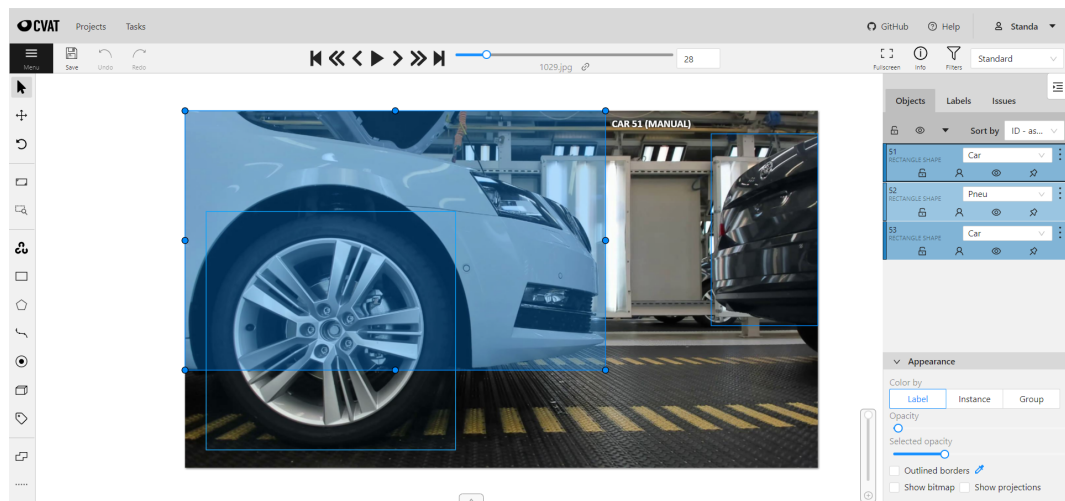 CVAT Projects Tasks GitHub Help Standa
Menu Save Undo Redo 1029.jpg 28 Fullscreen Info Filters Standard
Objects Labels Issues
Sort by ID - as...
CAR 51 (MANUAL)
51 RECTANGLE SHAPE Car
52 RECTANGLE SHAPE Pneu
53 RECTANGLE SHAPE Car
Appearance
Color by
Label Instance Group
Opacity
Selected opacity
Outlined borders
Show bitmap Show projections